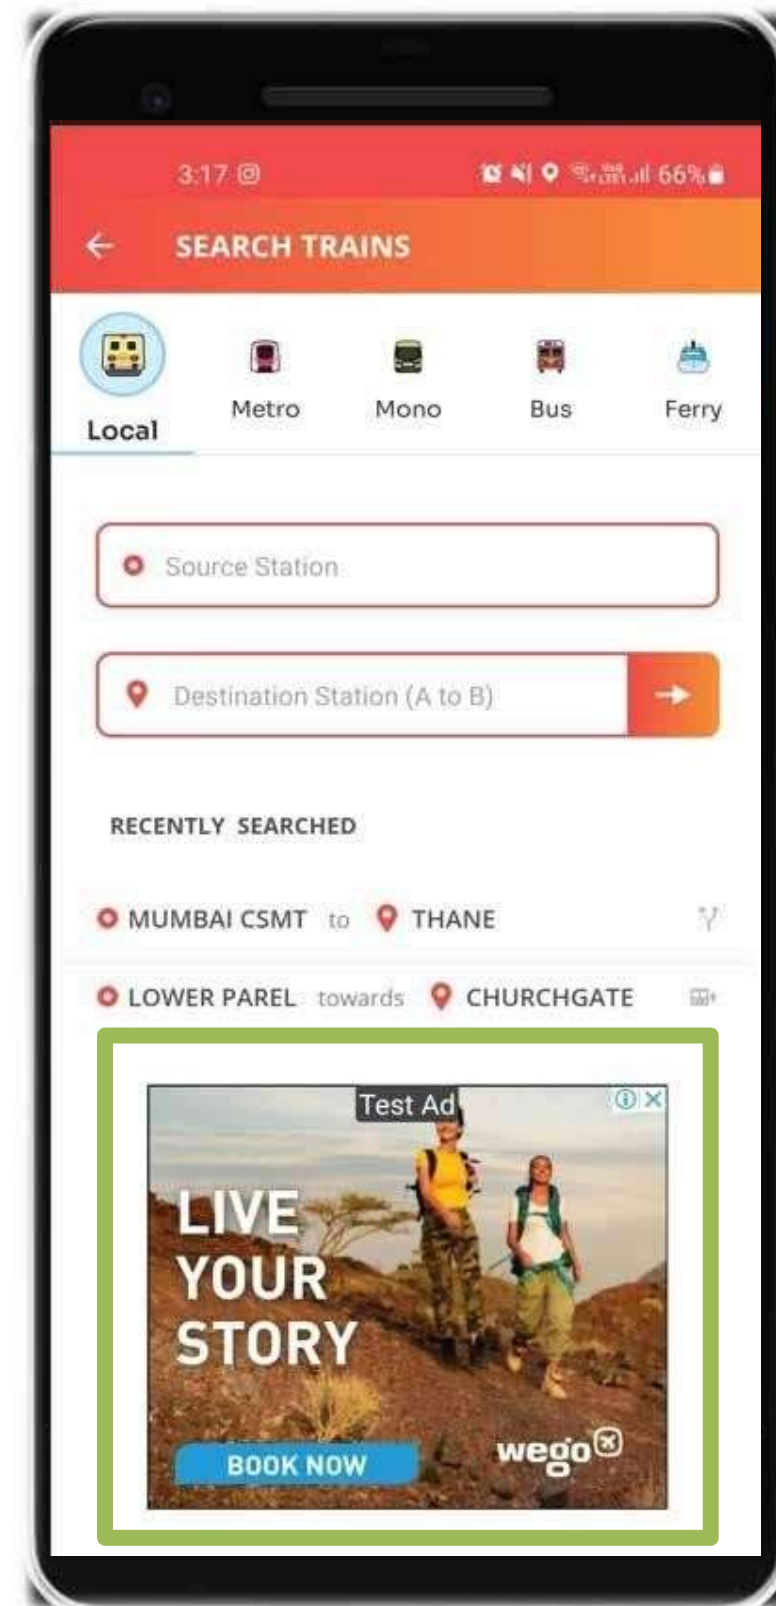 3:17
66%
SEARCH TRAINS
Local
Metro
Mono
Bus
Ferry
Source Station
Destination Station (A to B)
RECENTLY SEARCHED
MUMBAI CSMT to THANE
LOWER PAREL towards CHURCHGATE
Test Ad
LIVE
YOUR
STORY
BOOK NOW
wego